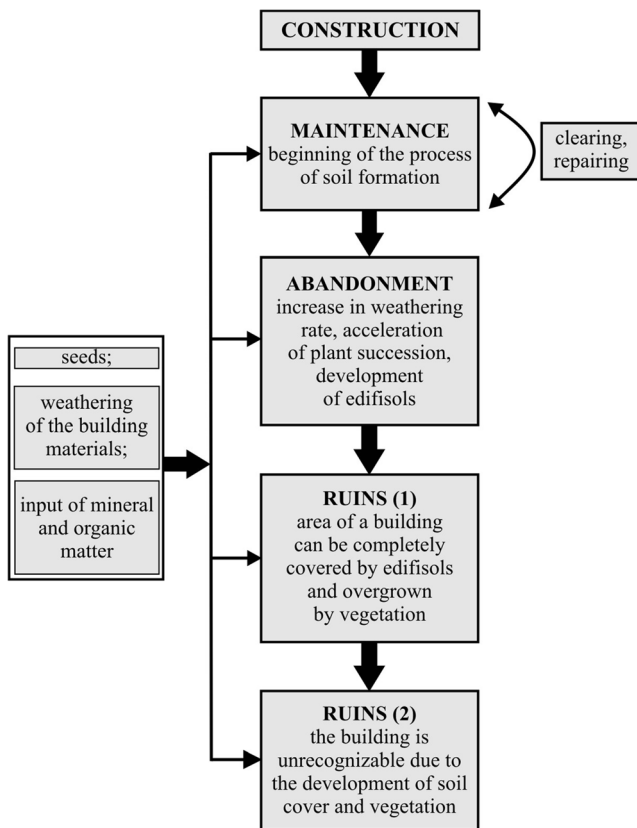 CONSTRUCTION
MAINTENANCE
beginning of the process
of soil formation
clearing,
repairing
ABANDONMENT
increase in weathering
rate, acceleration
of plant succession,
development
of edifisols
seeds;
weathering
of the building
materials;
input of mineral
and organic
matter
RUINS (1)
area of a building
can be completely
covered by edifisols
and overgrown
by vegetation
RUINS (2)
the building is
unrecognizable due to
the development of soil
cover and vegetation